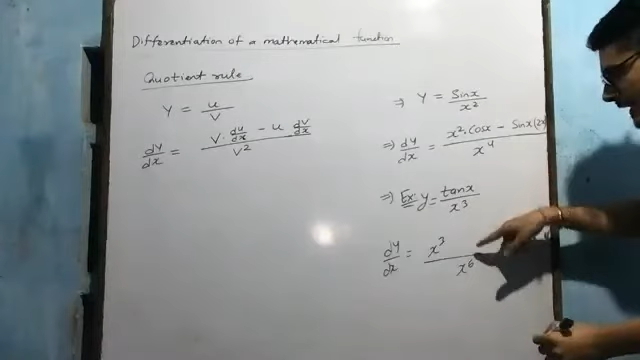 Differentiation of a mathematical function
Quotient rule
Y = u/v
dy/dx = (V · du/dx - u dv/dx)/v²
⇒ Y = Sinx/x²
⇒ dy/dx = (x²·Cosx - Sinx(2x)/x⁴
⇒ Ex: y = tanx/x³
dy/dx = x³/x⁶